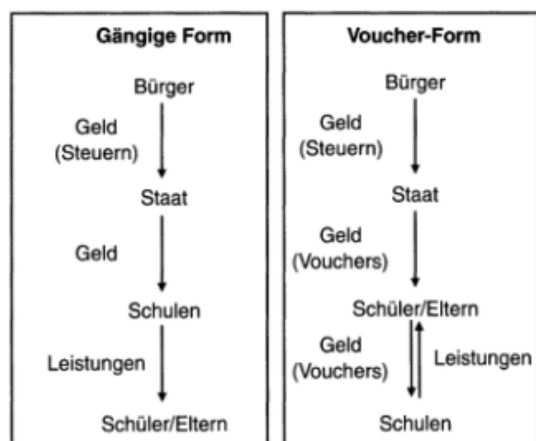 Gängige Form
Bürger
Geld
(Steuern)
Staat
Geld
Schulen
Leistungen
Schüler/Eltern
Voucher-Form
Bürger
Geld
(Steuern)
Staat
Geld
(Vouchers)
Schüler/Eltern
Geld
(Vouchers)
Leistungen
Schulen